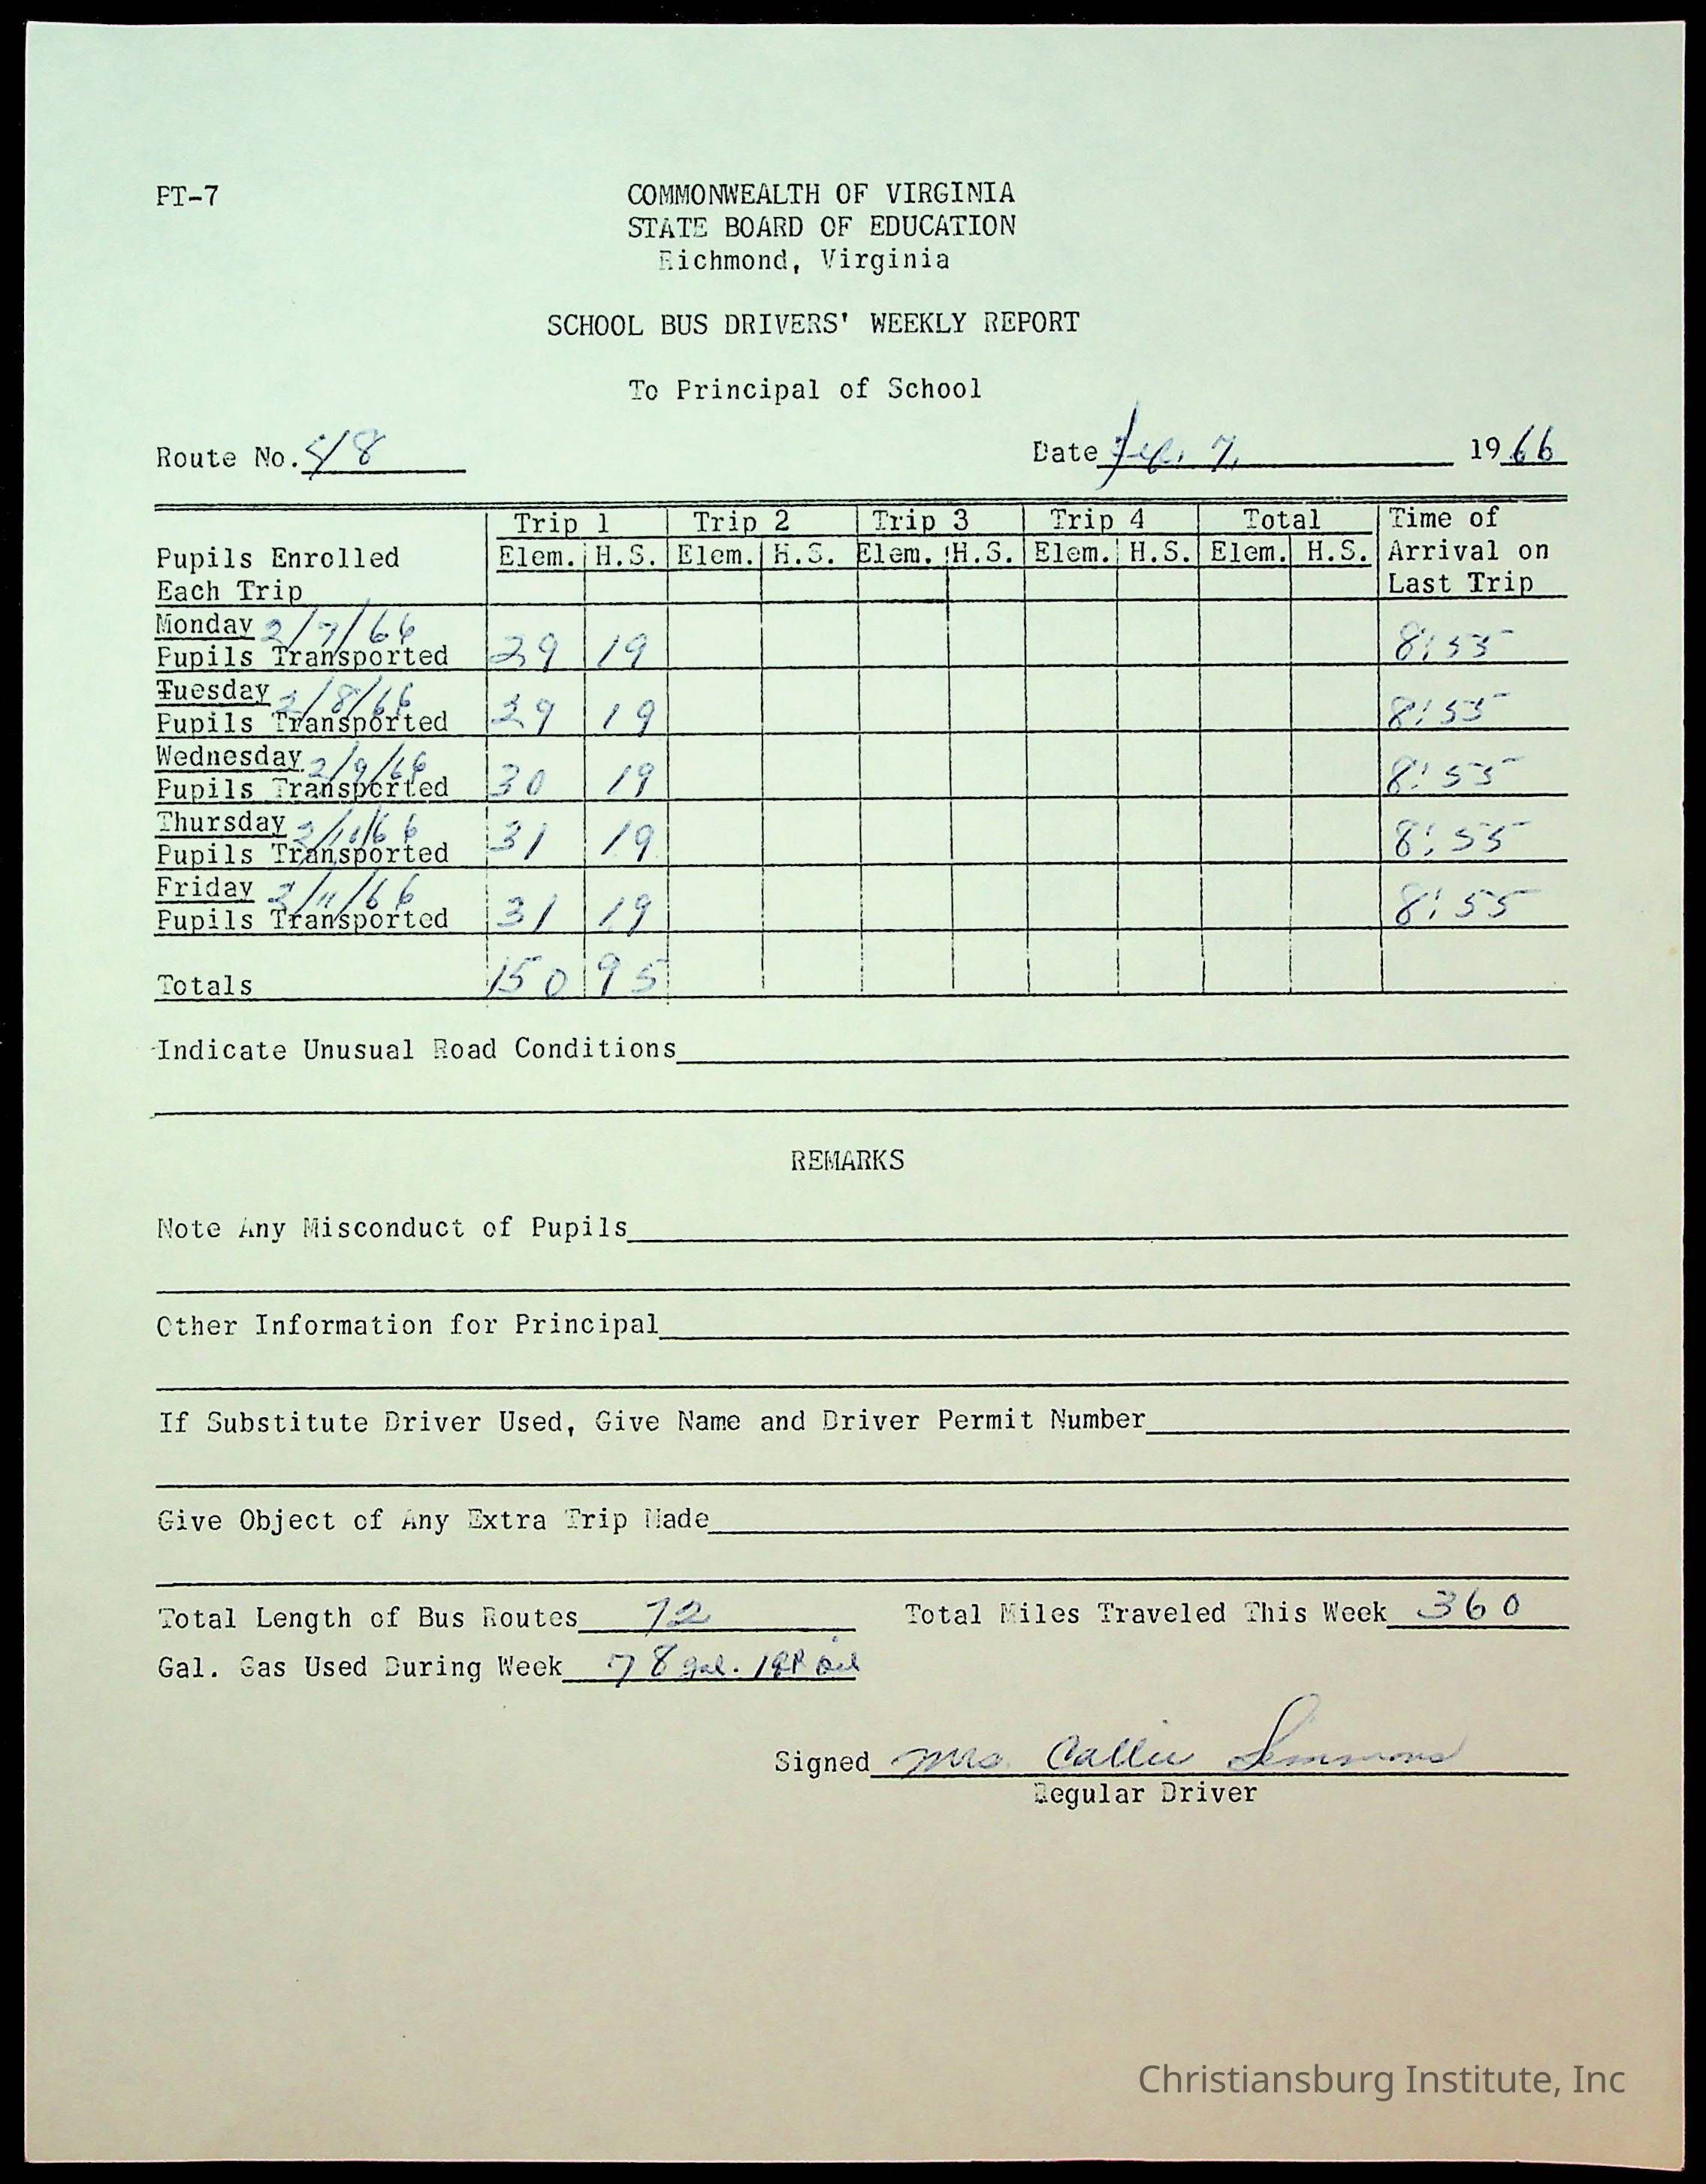 PT-7
COMMONWEALTH OF VIRGINIA
STATE BOARD OF EDUCATION
Richmond, Virginia
SCHOOL BUS DRIVERS' WEEKLY REPORT
To Principal of School
Route No. 18 Date Feb. 7, 1966
Trip 1 Trip 2 Trip 3 Trip 4 Total Time of
Pupils Enrolled Elem. H.S. Elem. H.S. Elem. H.S. Elem. H.S. Elem. H.S. Arrival on
Each Trip Last Trip
Monday 2/7/66
Pupils Transported 29 19 8:55
Tuesday 2/8/66
Pupils Transported 29 19 8:55
Wednesday 2/9/66
Pupils Transported 30 19 8:55
Thursday 2/10/66
Pupils Transported 31 19 8:55
Friday 2/11/66
Pupils Transported 31 19 8:55
Totals 150 95
Indicate Unusual Road Conditions
REMARKS
Note Any Misconduct of Pupils
Other Information for Principal
If Substitute Driver Used, Give Name and Driver Permit Number
Give Object of Any Extra Trip Made
Total Length of Bus Routes 72 Total Miles Traveled This Week 360
Gal. Gas Used During Week 78 gal. 1 qt oil
Signed Mrs. Callie Simmons
Regular Driver
Christiansburg Institute, Inc